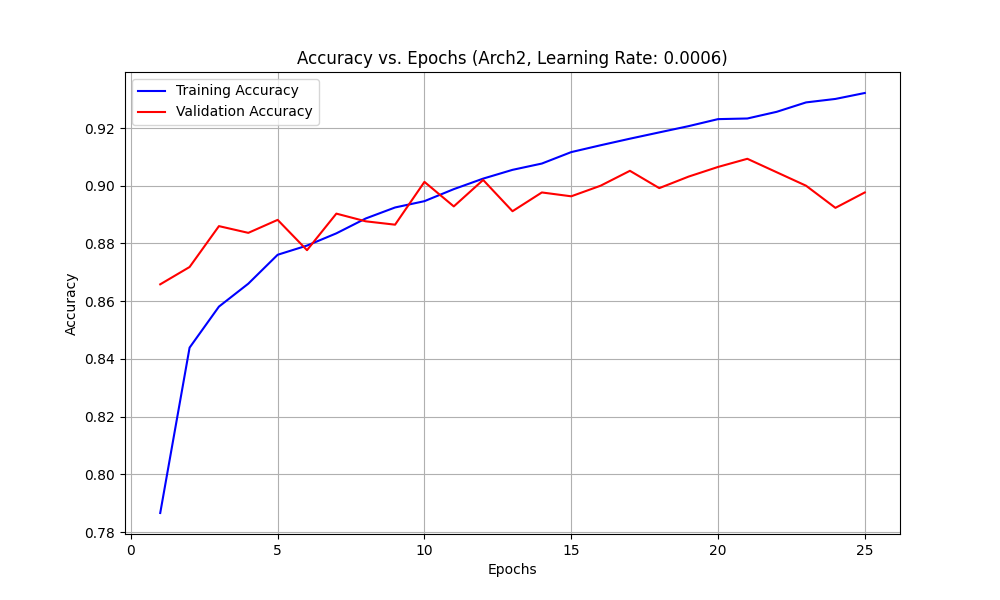 Accuracy vs. Epochs (Arch2, Learning Rate: 0.0006)
Training Accuracy
Validation Accuracy
0.92
0.90
0.88
0.86
0.84
0.82
0.80
0.78
Accuracy
0 5 10 15 20 25
Epochs